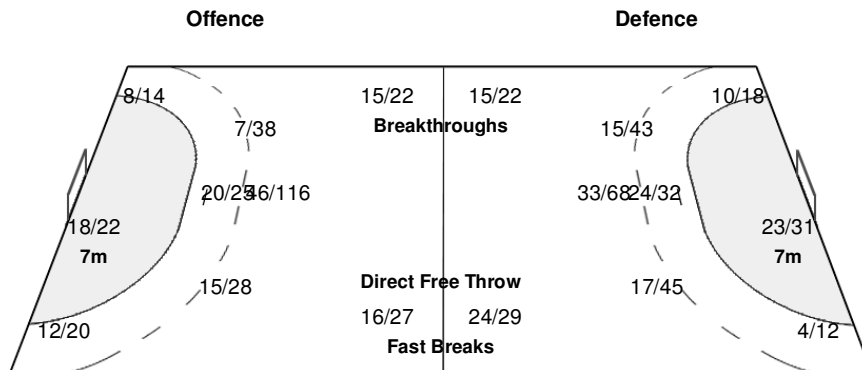 Offence Defence
8/14 15/22 15/22 10/18
7/38 Breakthroughs 15/43
20/25 46/116 33/68 24/32
18/22 23/31
7m 7m
15/28 Direct Free Throw 17/45
16/27 24/29
12/20 4/12
Fast Breaks